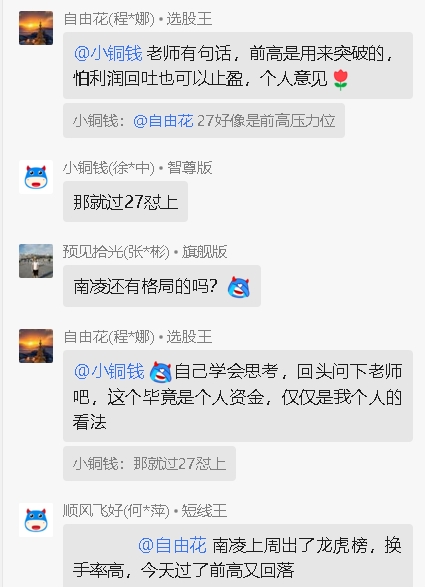 自由花(程*娜) • 选股王
@小铜钱 老师有句话，前高是用来突破的，
怕利润回吐也可以止盈，个人意见🌹
小铜钱：@自由花 27好像是前高压力位
小铜钱(徐*中) • 智尊版
那就过27怼上
预见拾光(张*彬) • 旗舰版
南凌还有格局的吗？
自由花(程*娜) • 选股王
@小铜钱 自己学会思考，回头问下老师
吧，这个毕竟是个人资金，仅仅是我个人的
看法
小铜钱：那就过27怼上
顺风飞好(何*萍) • 短线王
@自由花 南凌上周出了龙虎榜，换
手率高，今天过了前高又回落